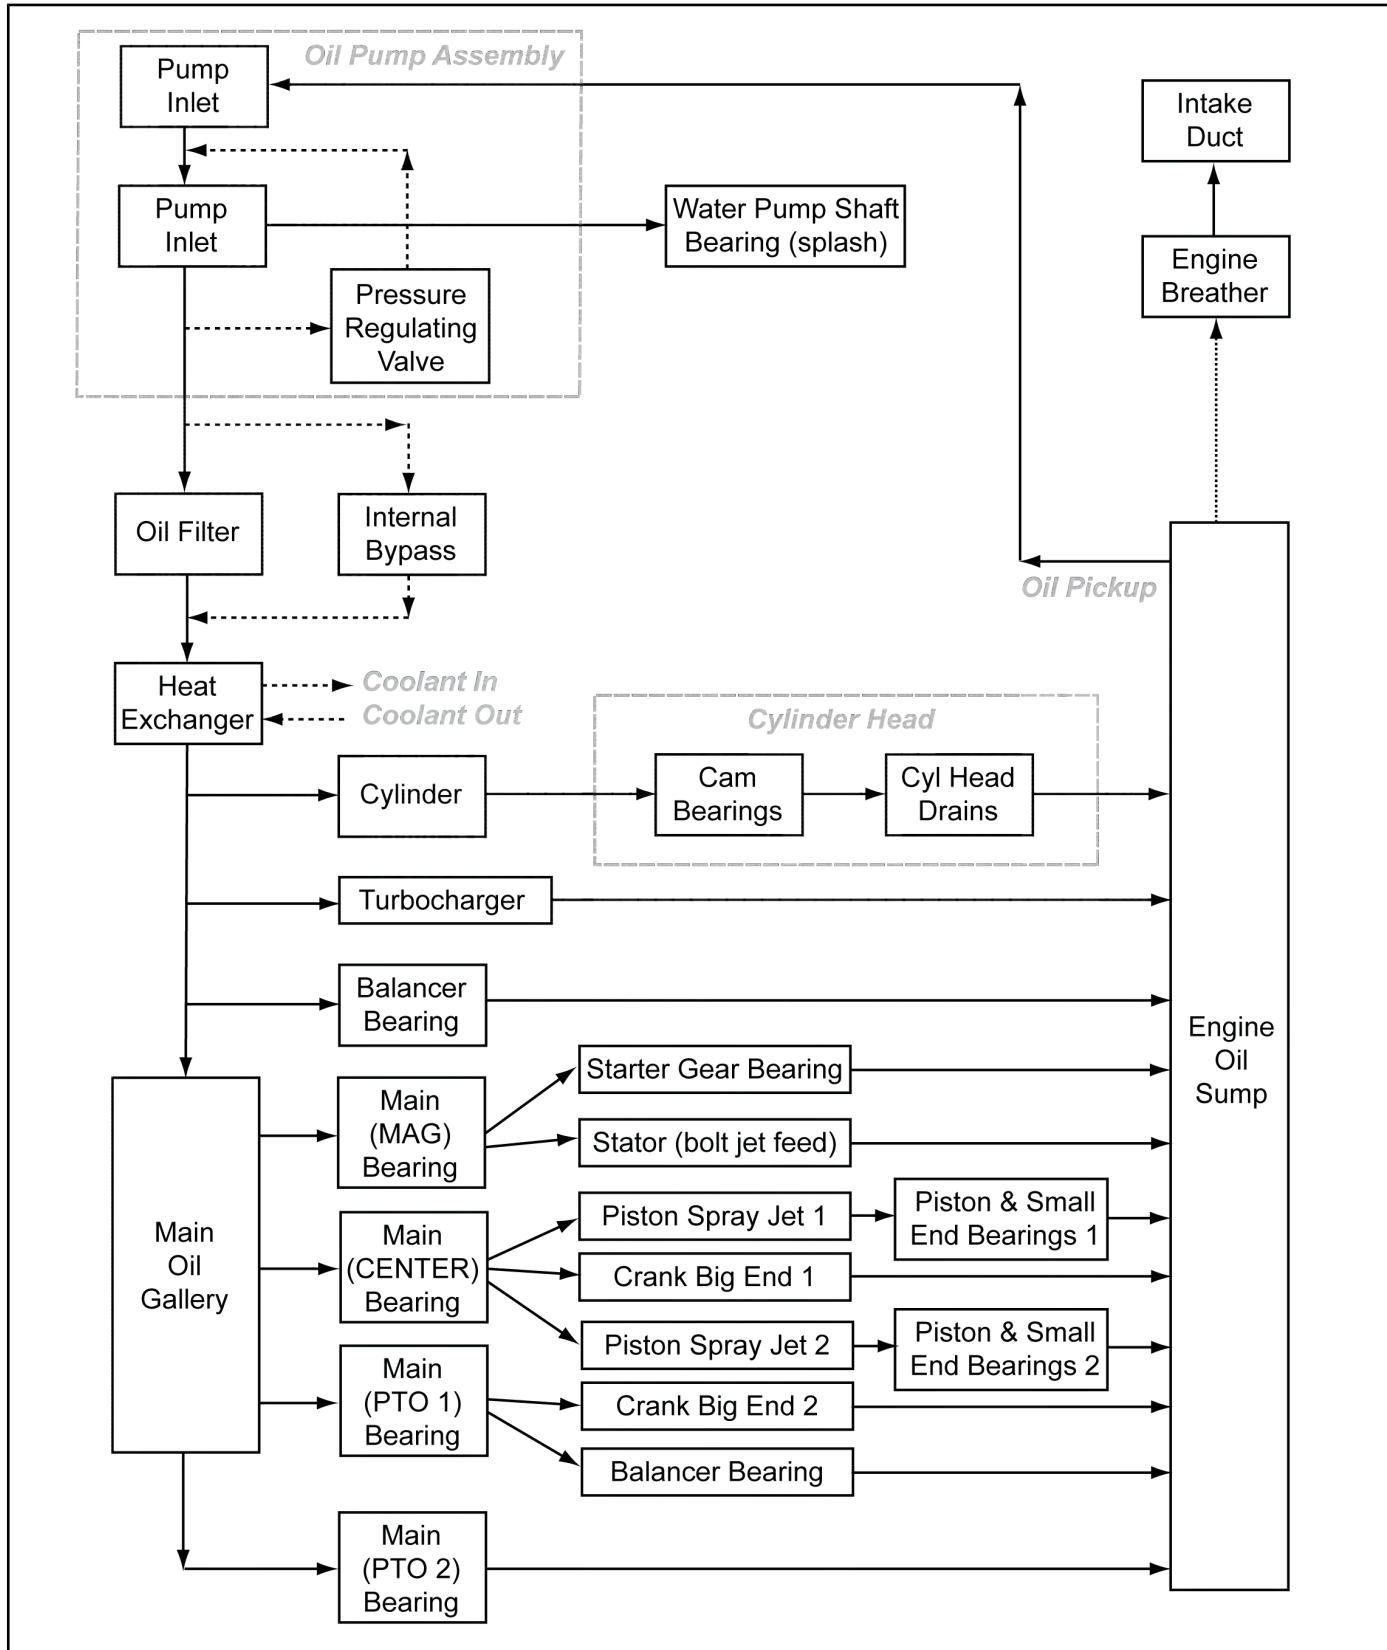 Oil Pump Assembly
Pump
Inlet
Pump
Inlet
Water Pump Shaft
Bearing (splash)
Pressure
Regulating
Valve
Intake
Duct
Engine
Breather
Oil Filter
Internal
Bypass
Oil Pickup
Heat
Exchanger
Coolant In
Coolant Out
Cylinder Head
Cylinder
Cam
Bearings
Cyl Head
Drains
Turbocharger
Balancer
Bearing
Engine
Oil
Sump
Main
Oil
Gallery
Main
(MAG)
Bearing
Starter Gear Bearing
Stator (bolt jet feed)
Main
(CENTER)
Bearing
Piston Spray Jet 1
Piston & Small
End Bearings 1
Crank Big End 1
Piston Spray Jet 2
Piston & Small
End Bearings 2
Main
(PTO 1)
Bearing
Crank Big End 2
Balancer Bearing
Main
(PTO 2)
Bearing